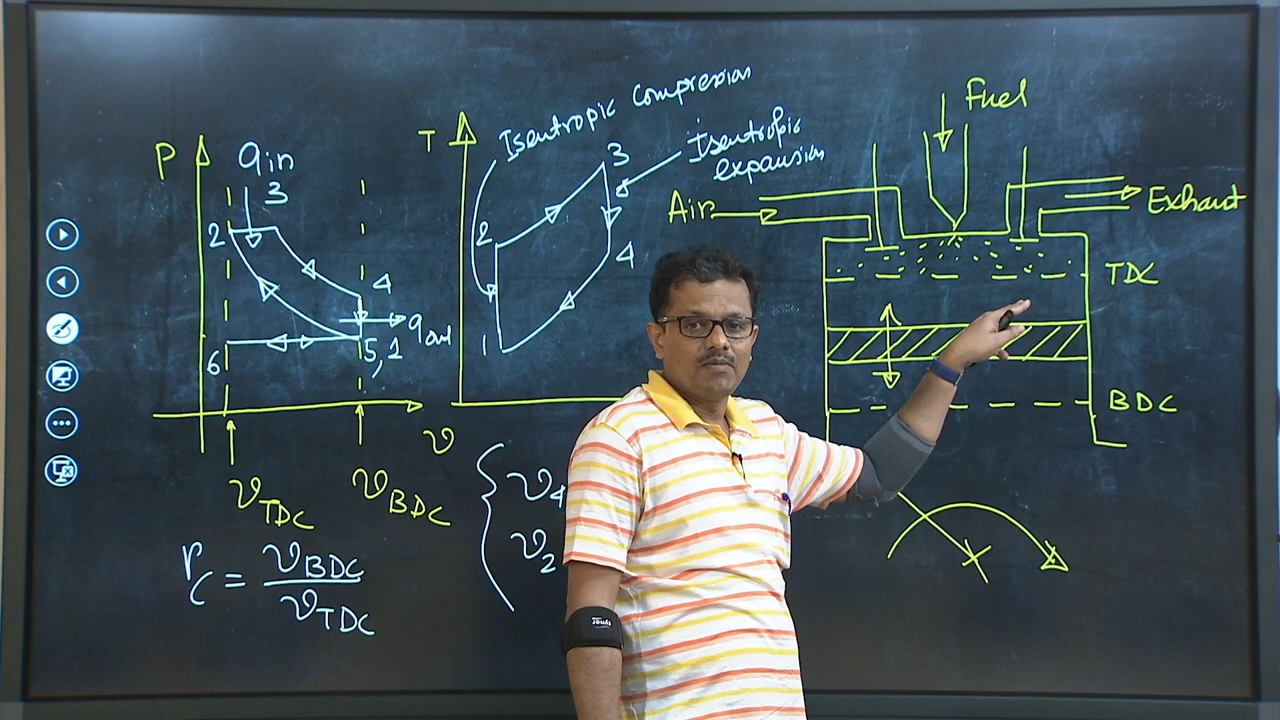 P
qin
3
2
4
qout
5,1
6
v
vTDC
vBDC
rc = vBDC / vTDC
T
Isentropic Compression
Isentropic
expansion
3
2
4
1
v4
v2
Fuel
Air
Exhaust
TDC
BDC
tynor